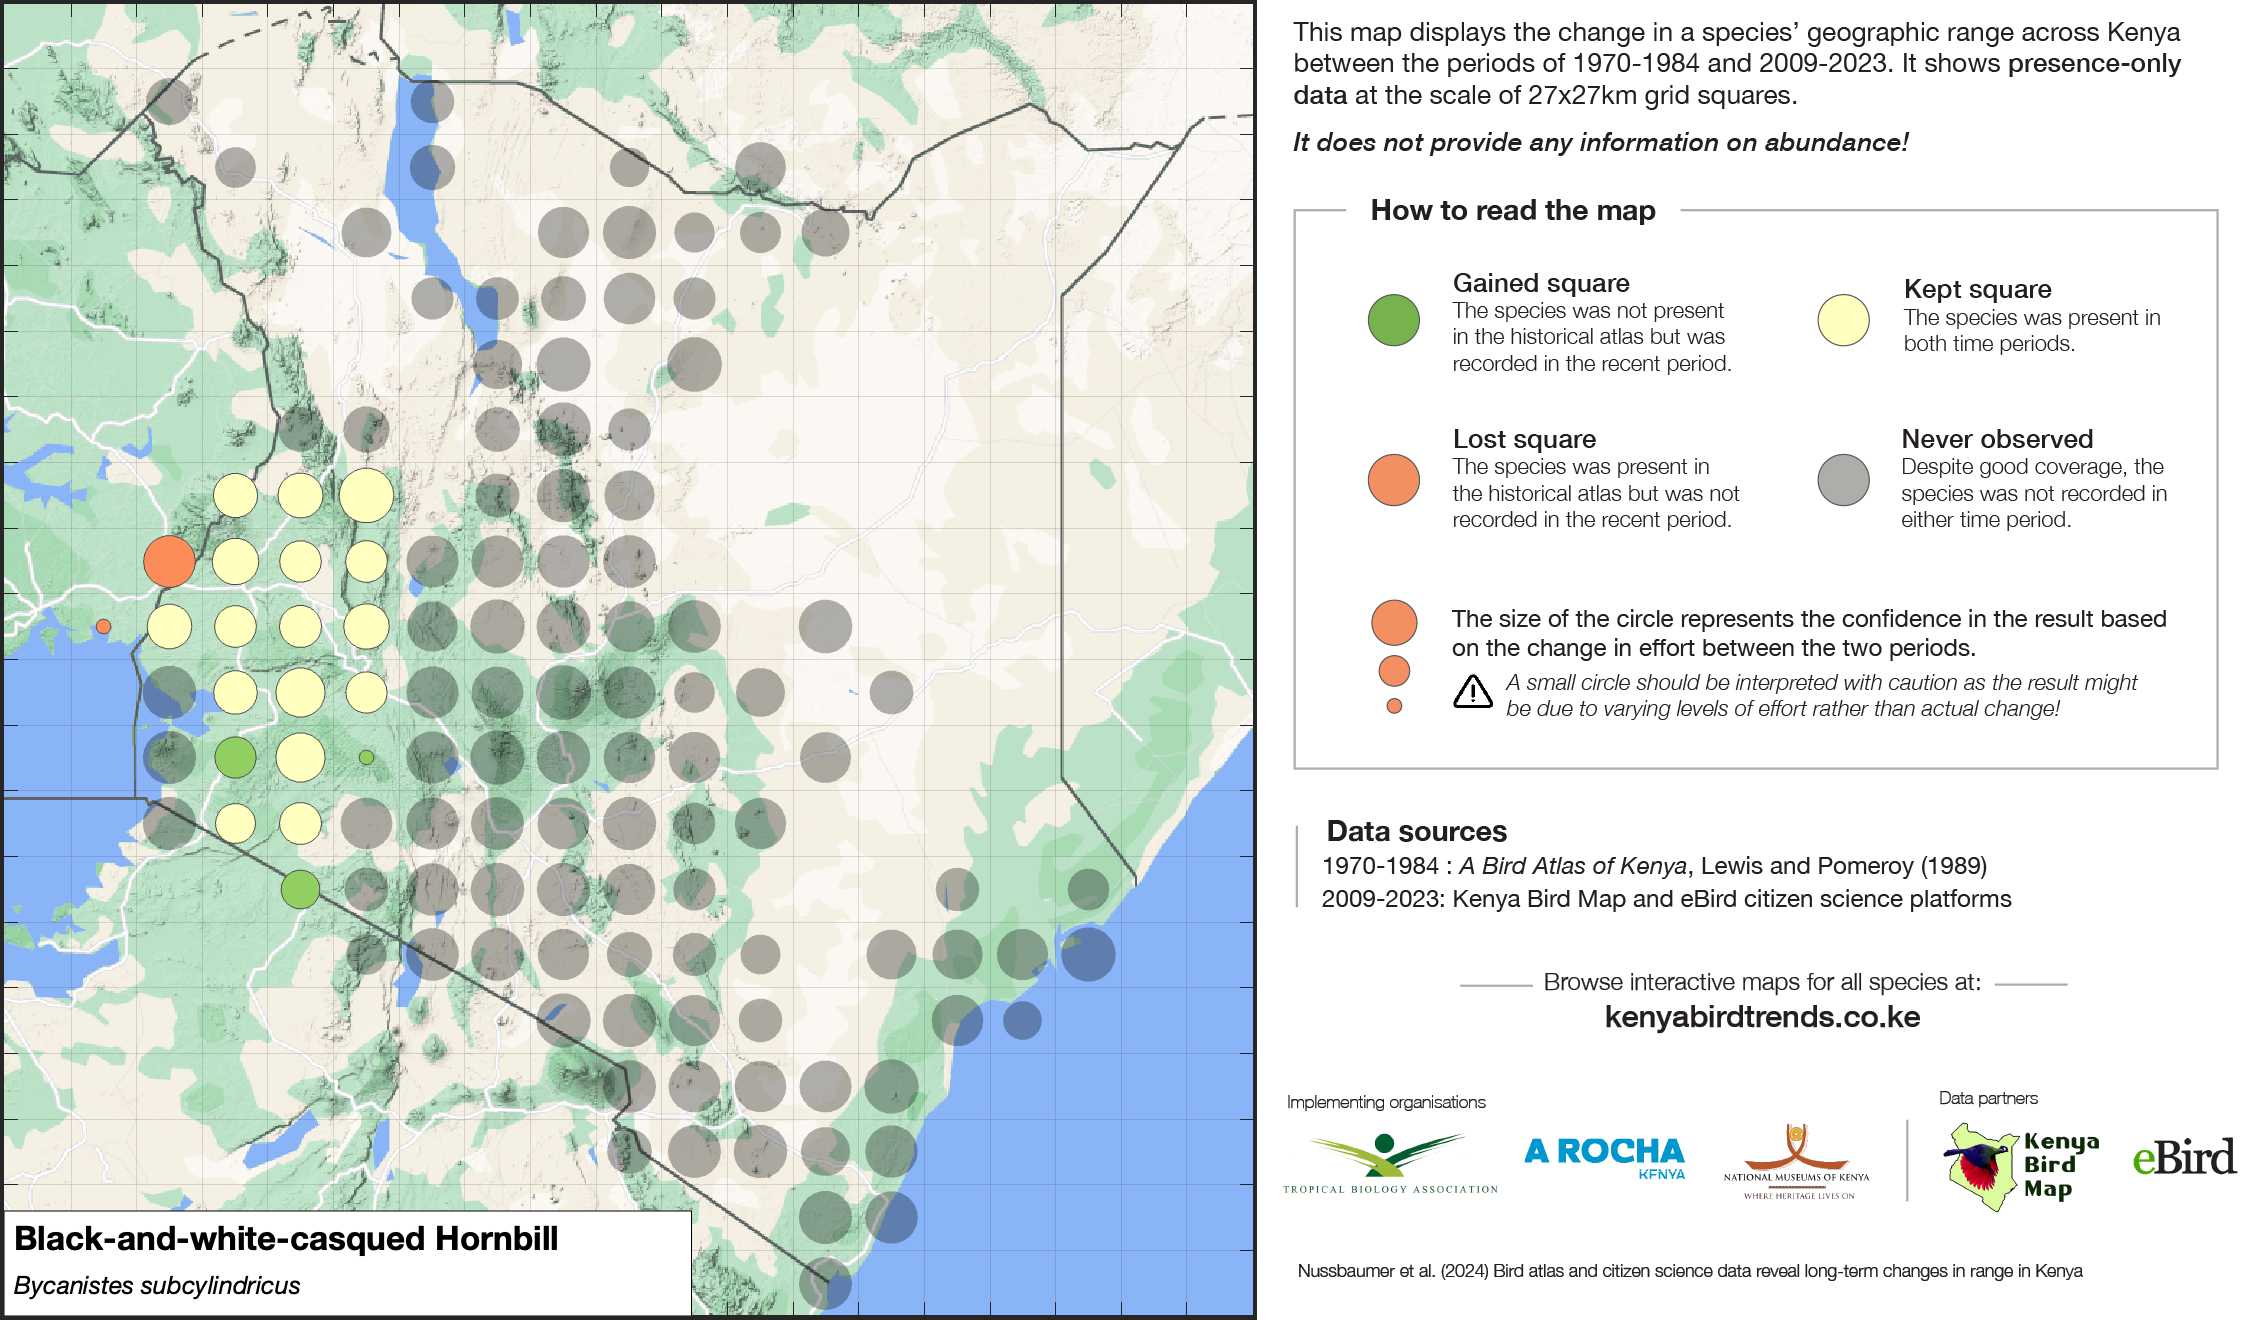 This map displays the change in a species’ geographic range across Kenya
between the periods of 1970-1984 and 2009-2023. It shows presence-only
data at the scale of 27x27km grid squares.
It does not provide any information on abundance!
How to read the map
Gained square
The species was not present
in the historical atlas but was
recorded in the recent period.
Kept square
The species was present in
both time periods.
Lost square
The species was present in
the historical atlas but was not
recorded in the recent period.
Never observed
Despite good coverage, the
species was not recorded in
either time period.
The size of the circle represents the confidence in the result based
on the change in effort between the two periods.
A small circle should be interpreted with caution as the result might
be due to varying levels of effort rather than actual change!
Data sources
1970-1984 : A Bird Atlas of Kenya, Lewis and Pomeroy (1989)
2009-2023: Kenya Bird Map and eBird citizen science platforms
Browse interactive maps for all species at:
kenyabirdtrends.co.ke
Implementing organisations
Data partners
TROPICAL BIOLOGY ASSOCIATION
A ROCHA
KENYA
NATIONAL MUSEUMS OF KENYA
WHERE HERITAGE LIVES ON
Kenya
Bird
Map
eBird
Black-and-white-casqued Hornbill
Bycanistes subcylindricus
Nussbaumer et al. (2024) Bird atlas and citizen science data reveal long-term changes in range in Kenya